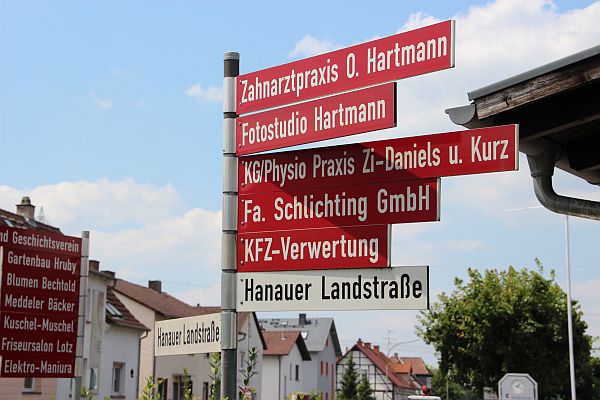 Zahnarztpraxis O. Hartmann
Fotostudio Hartmann
KG/Physio Praxis Zi-Daniels u. Kurz
Fa. Schlichting GmbH
KFZ-Verwertung
Hanauer Landstraße
Hanauer Landstraße
nd Geschichtsverein
Gartenbau Hruby
Blumen Bechtold
Meddeler Bäcker
Kuschel-Muschel
Friseursalon Lotz
Elektro-Maniura